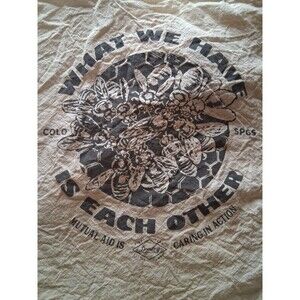 WHAT WE HAVE
COLO SPGS
IS EACH OTHER
MUTUAL AID IS CARING IN ACTION